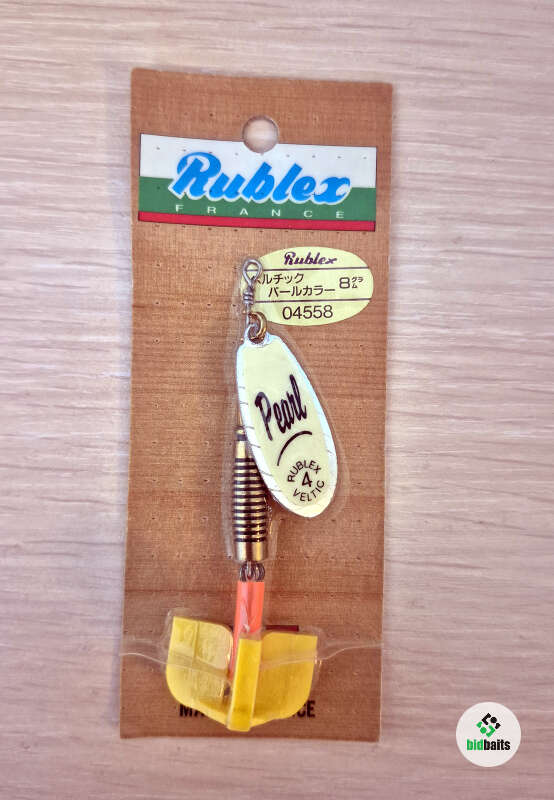 Rublex
FRANCE
Rublex
ベルチック
パールカラー 8グラム
04558
Pearl
RUBLEX
4
VELTIC
bidbaits